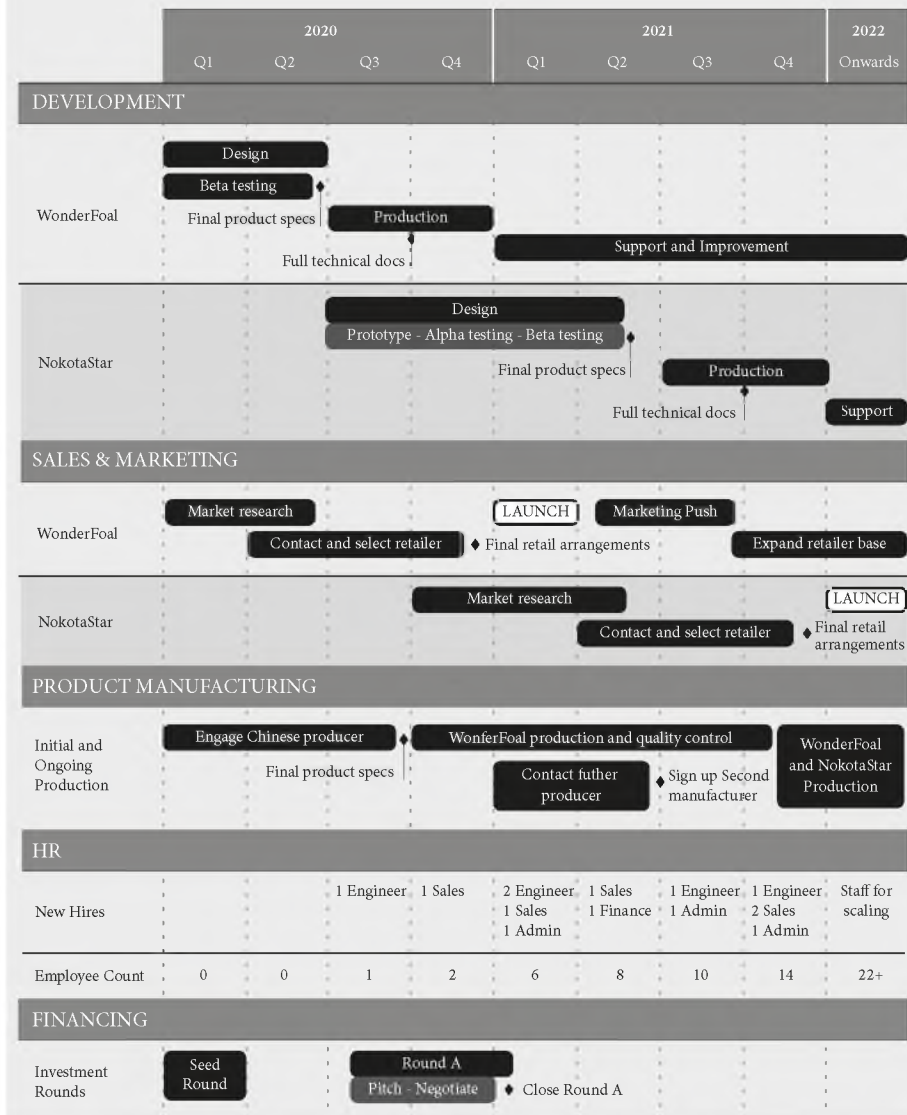 2020 2021 2022
Q1 Q2 Q3 Q4 Q1 Q2 Q3 Q4 Onwards
DEVELOPMENT
WonderFoal
Design
Beta testing
Final product specs
Production
Full technical docs
Support and Improvement
NokotaStar
Design
Prototype - Alpha testing - Beta testing
Final product specs
Production
Full technical docs
Support
SALES & MARKETING
WonderFoal
Market research
LAUNCH
Marketing Push
Contact and select retailer
Final retail arrangements
Expand retailer base
NokotaStar
Market research
LAUNCH
Contact and select retailer
Final retail
arrangements
PRODUCT MANUFACTURING
Initial and
Ongoing
Production
Engage Chinese producer
Final product specs
WonferFoal production and quality control
Contact futher
producer
Sign up Second
manufacturer
WonderFoal
and NokotaStar
Production
HR
New Hires
1 Engineer
1 Sales
2 Engineer
1 Sales
1 Admin
1 Sales
1 Finance
1 Engineer
1 Admin
1 Engineer
2 Sales
1 Admin
Staff for
scaling
Employee Count 0 0 1 2 6 8 10 14 22+
FINANCING
Investment
Rounds
Seed
Round
Round A
Pitch - Negotiate
Close Round A